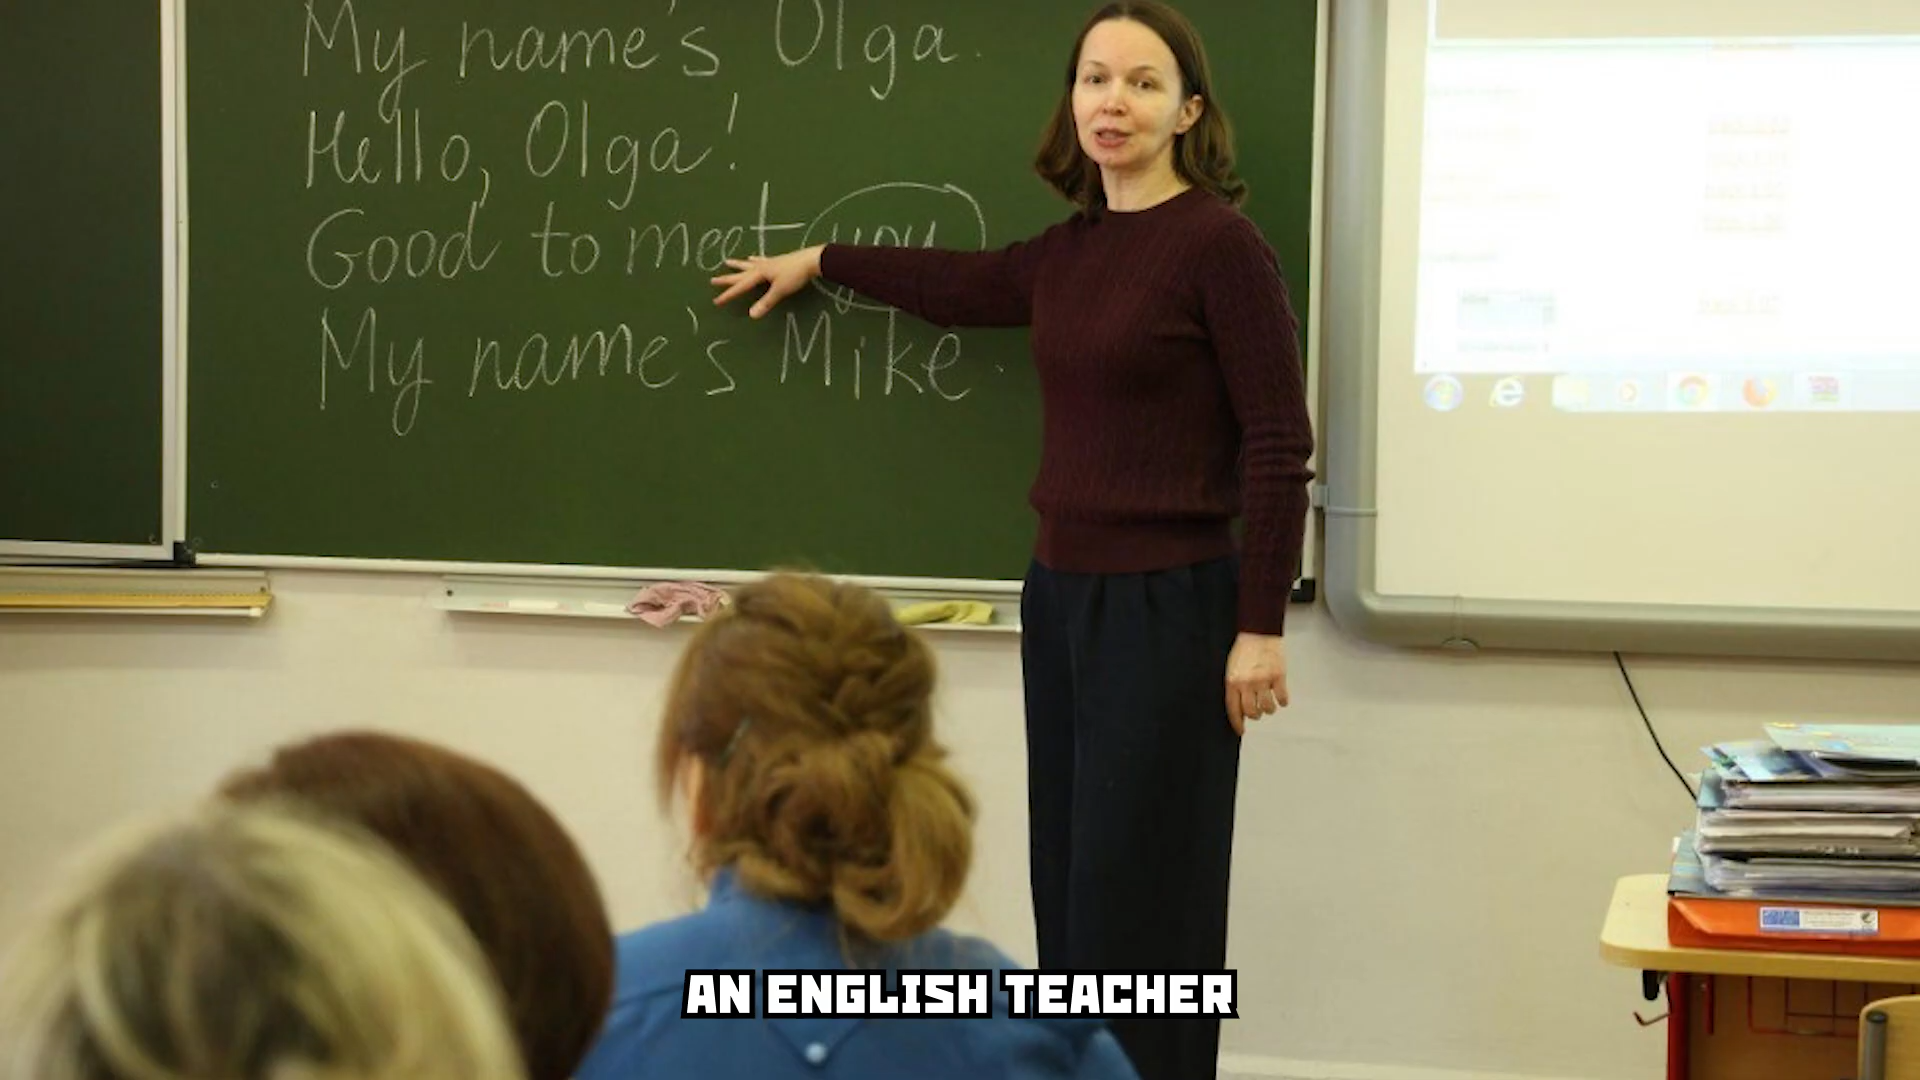 My name's Olga.
Hello, Olga!
Good to meet you
My name's Mike.
AN ENGLISH TEACHER